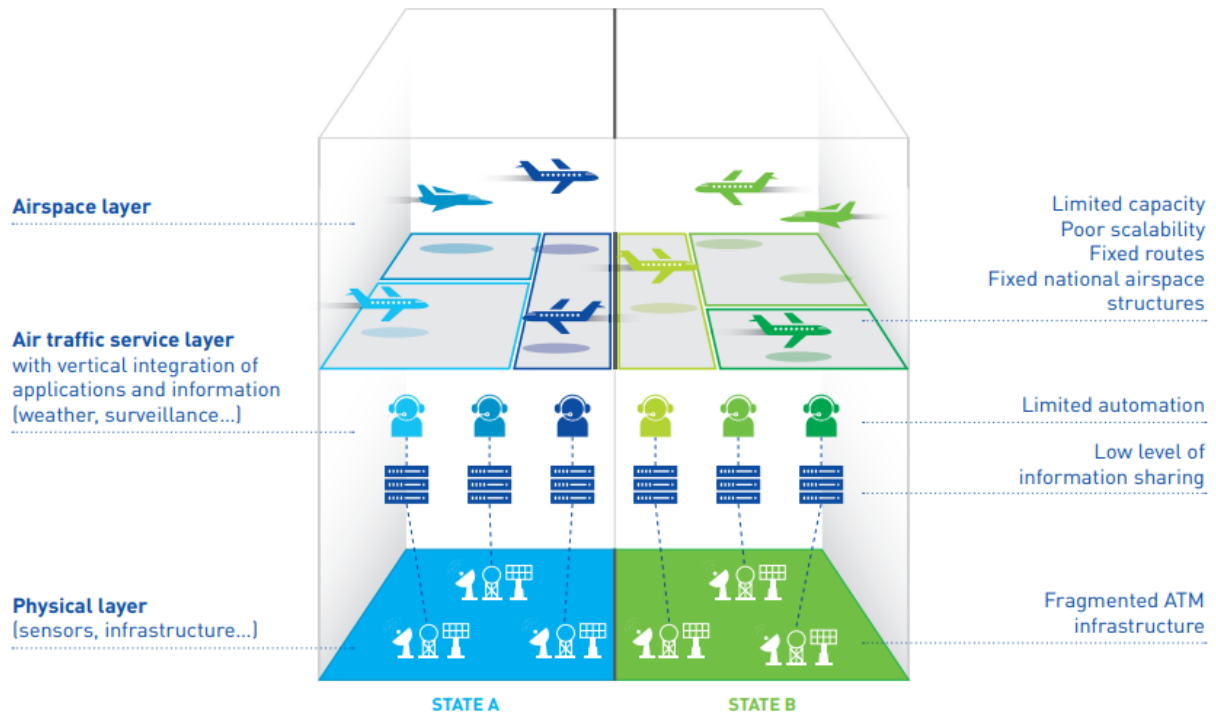 Airspace layer
Limited capacity
Poor scalability
Fixed routes
Fixed national airspace
structures
Air traffic service layer
with vertical integration of
applications and information
(weather, surveillance...)
Limited automation
Low level of
information sharing
Physical layer
(sensors, infrastructure...)
Fragmented ATM
infrastructure
STATE A
STATE B